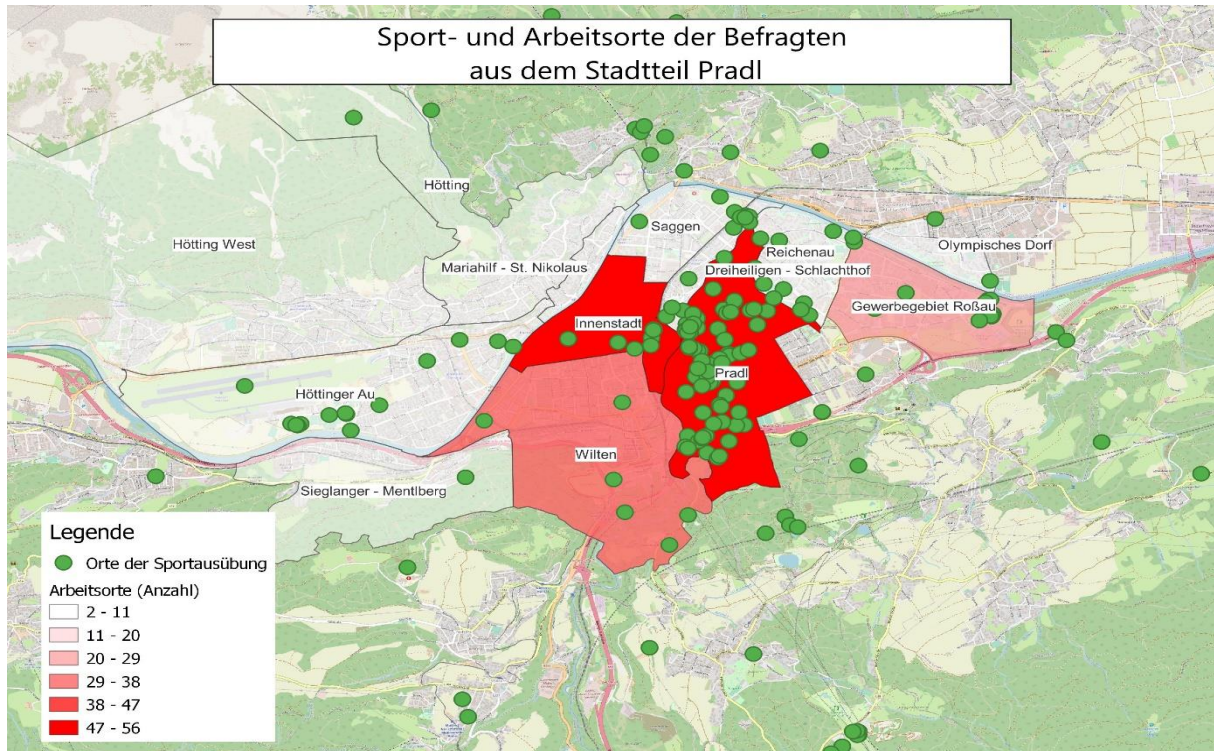 Sport- und Arbeitsorte der Befragten
aus dem Stadtteil Pradl
Hötting
Hötting West
Saggen
Mariahilf - St. Nikolaus
Reichenau
Olympisches Dorf
Dreiheiligen - Schlachthof
Gewerbegebiet Roßau
Innenstadt
Pradl
Höttinger Au
Wilten
Sieglanger - Mentlberg
Legende
Orte der Sportausübung
Arbeitsorte (Anzahl)
2 - 11
11 - 20
20 - 29
29 - 38
38 - 47
47 - 56